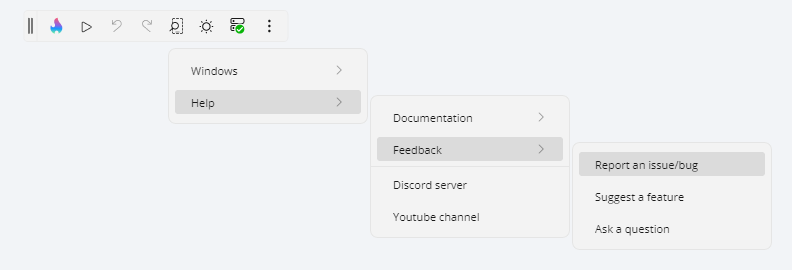 Windows
Help
Documentation
Feedback
Discord server
Youtube channel
Report an issue/bug
Suggest a feature
Ask a question